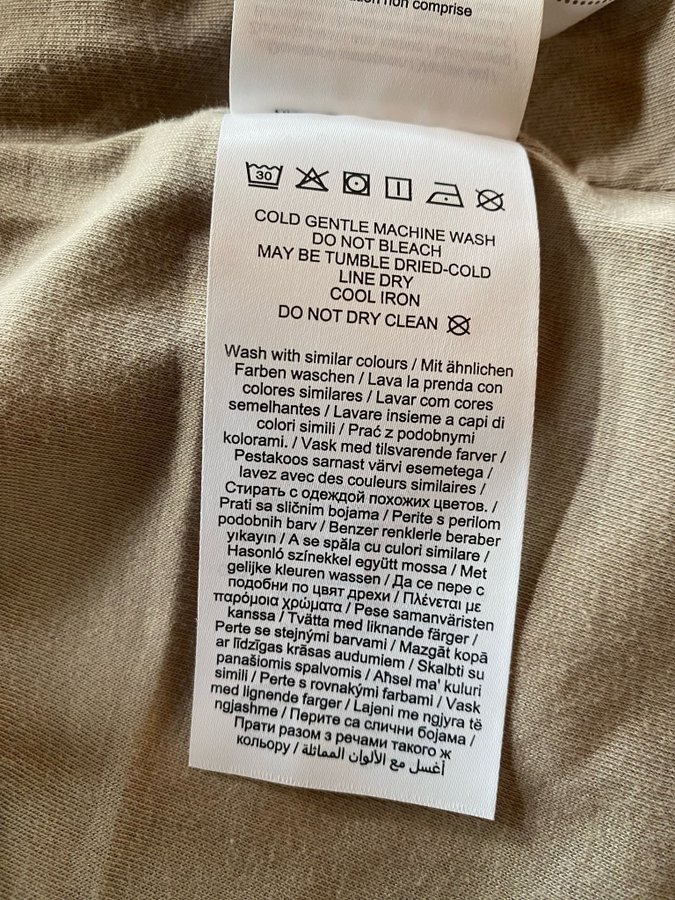 non comprise
30
COLD GENTLE MACHINE WASH
DO NOT BLEACH
MAY BE TUMBLE DRIED-COLD
LINE DRY
COOL IRON
DO NOT DRY CLEAN
Wash with similar colours / Mit ähnlichen
Farben waschen / Lava la prenda con
colores similares / Lavar com cores
semelhantes / Lavare insieme a capi di
colori simili / Prać z podobnymi
kolorami. / Vask med tilsvarende farver /
Pestakoos sarnast värvi esemetega /
lavez avec des couleurs similaires /
Стирать с одеждой похожих цветов. /
Prati sa sličnim bojama / Perite s perilom
podobnih barv / Benzer renklerle beraber
yıkayın / A se spăla cu culori similare /
Hasonló színekkel együtt mossa / Met
gelijke kleuren wassen / Да се пере с
подобни по цвят дрехи / Πλένεται με
παρόμοια χρώματα / Pese samanväristen
kanssa / Tvätta med liknande färger /
Perte se stejnými barvami / Mazgāt kopā
ar līdzīgas krāsas audumiem / Skalbti su
panašiomis spalvomis / Aħsel ma' kuluri
simili / Perte s rovnakými farbami / Vask
med lignende farger / Lajeni me ngjyra të
ngjashme / Перите са слични бојама /
Прати разом з речами такого ж
кольору / أغسل مع الألوان المماثلة